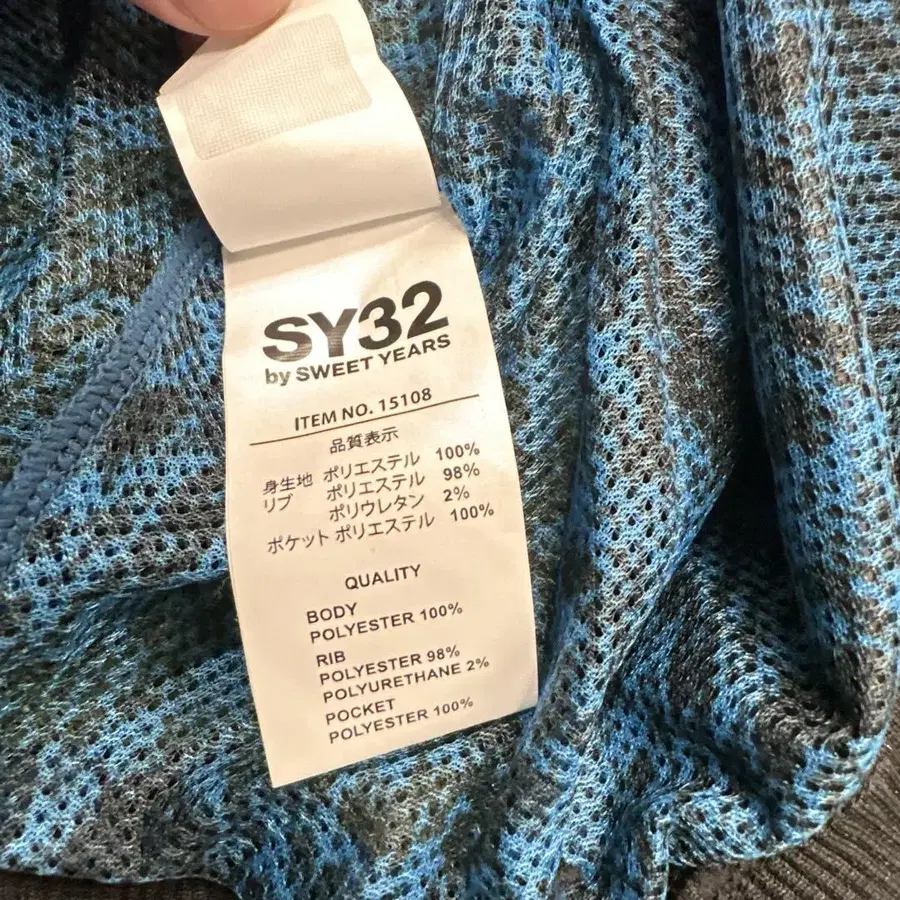 SY32
by SWEET YEARS
ITEM NO. 15108
品質表示
身生地 ポリエステル 100%
リブ ポリエステル 98%
ポリウレタン 2%
ポケット ポリエステル 100%
QUALITY
BODY
POLYESTER 100%
RIB
POLYESTER 98%
POLYURETHANE 2%
POCKET
POLYESTER 100%